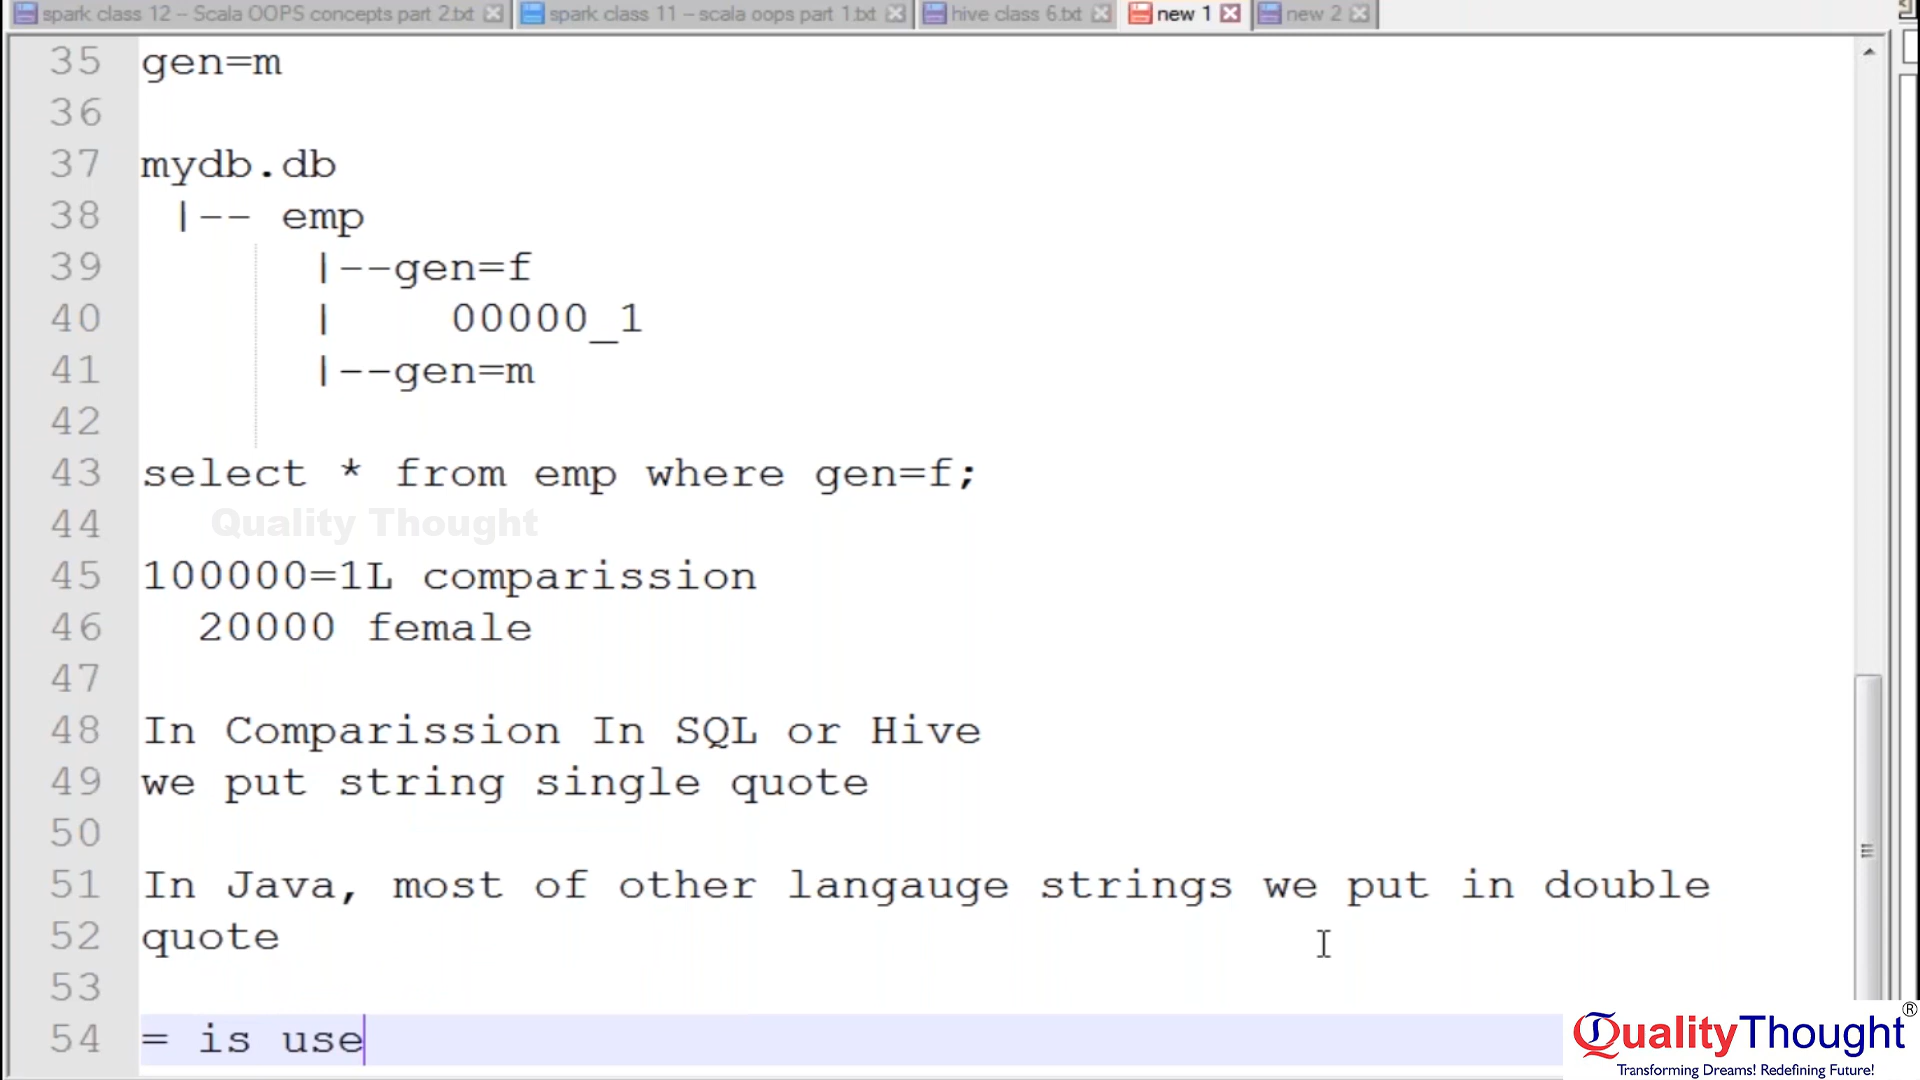 spark class 12 – Scala OOPS concepts part 2.txt spark class 11 – scala oops part 1.txt hive class 6.txt new 1 new 2
35 gen=m
36
37 mydb.db
38 |-- emp
39 |--gen=f
40 | 00000_1
41 |--gen=m
42
43 select * from emp where gen=f;
44
Quality Thought
45 100000=1L comparission
46 20000 female
47
48 In Comparission In SQL or Hive
49 we put string single quote
50
51 In Java, most of other langauge strings we put in double
52 quote
53
54 = is use
QualityThought®
Transforming Dreams! Redefining Future!